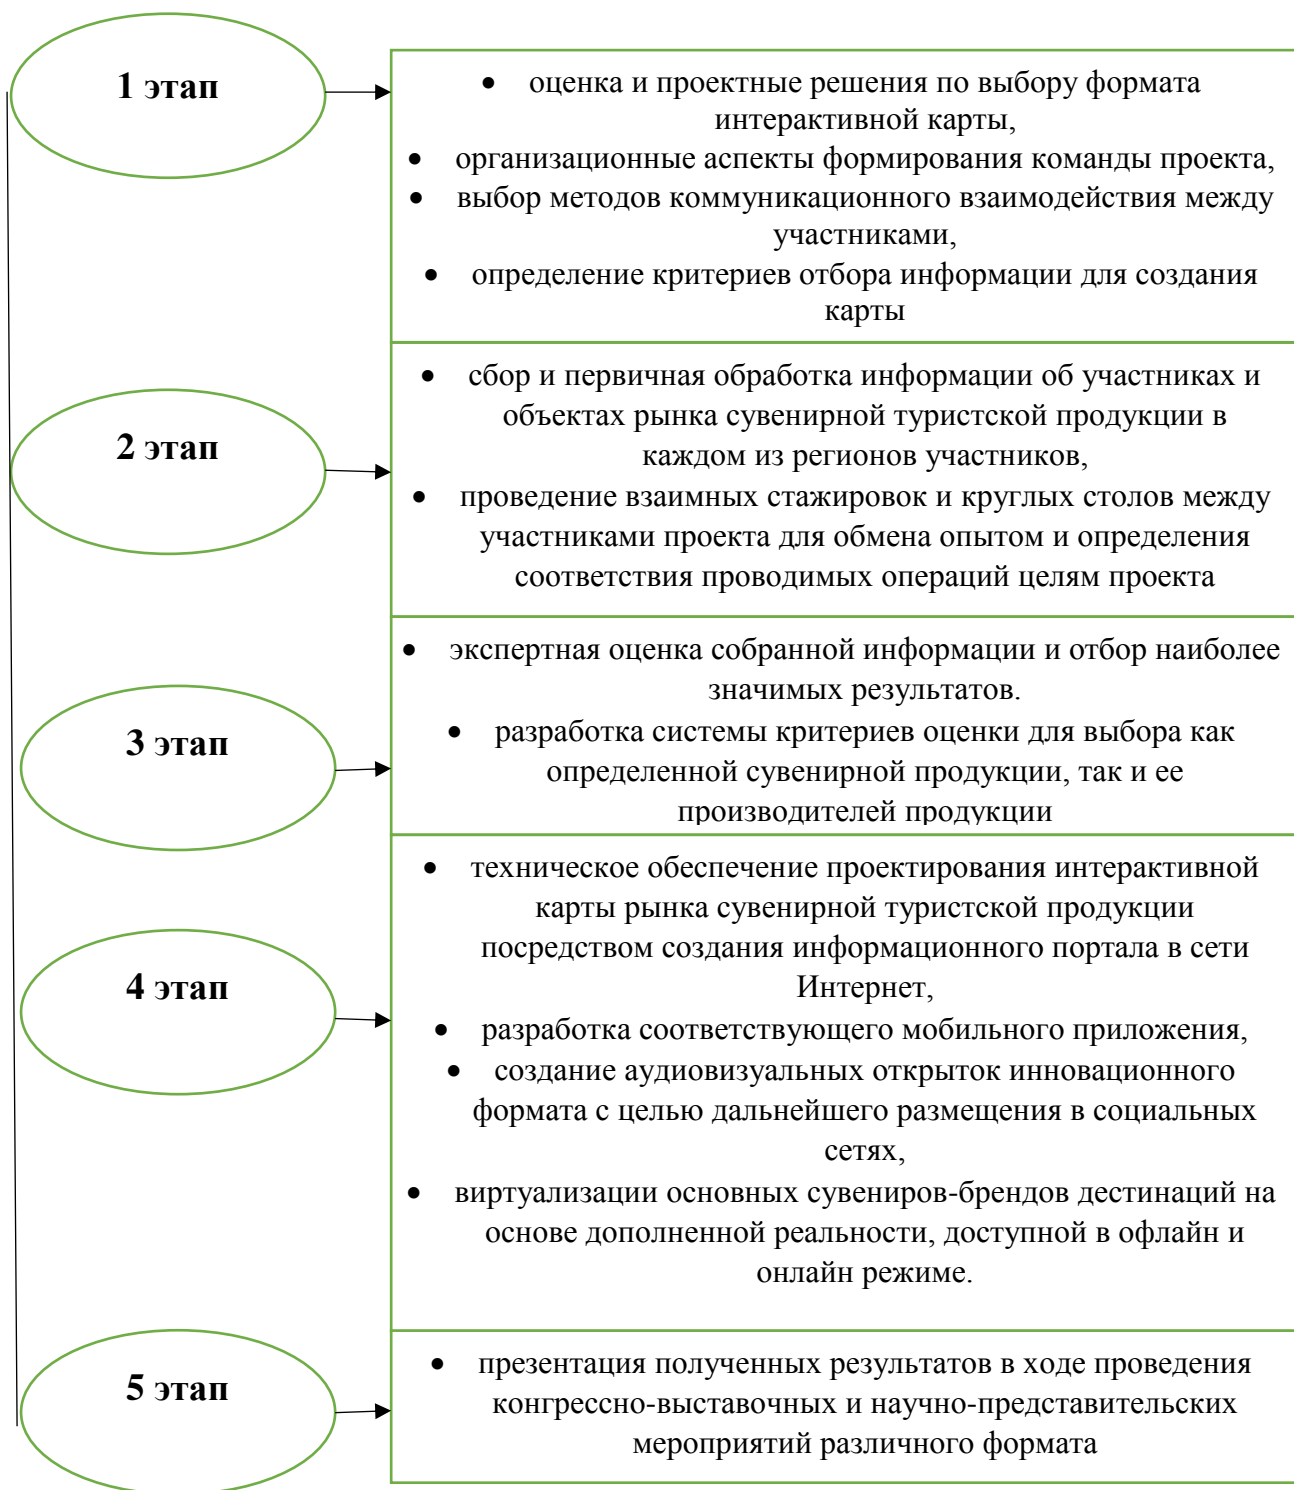 1 этап
• оценка и проектные решения по выбору формата
интерактивной карты,
• организационные аспекты формирования команды проекта,
• выбор методов коммуникационного взаимодействия между
участниками,
• определение критериев отбора информации для создания
карты
2 этап
• сбор и первичная обработка информации об участниках и
объектах рынка сувенирной туристской продукции в
каждом из регионов участников,
• проведение взаимных стажировок и круглых столов между
участниками проекта для обмена опытом и определения
соответствия проводимых операций целям проекта
3 этап
• экспертная оценка собранной информации и отбор наиболее
значимых результатов.
• разработка системы критериев оценки для выбора как
определенной сувенирной продукции, так и ее
производителей продукции
4 этап
• техническое обеспечение проектирования интерактивной
карты рынка сувенирной туристской продукции
посредством создания информационного портала в сети
Интернет,
• разработка соответствующего мобильного приложения,
• создание аудиовизуальных открыток инновационного
формата с целью дальнейшего размещения в социальных
сетях,
• виртуализации основных сувениров-брендов дестинаций на
основе дополненной реальности, доступной в офлайн и
онлайн режиме.
5 этап
• презентация полученных результатов в ходе проведения
конгрессно-выставочных и научно-представительских
мероприятий различного формата